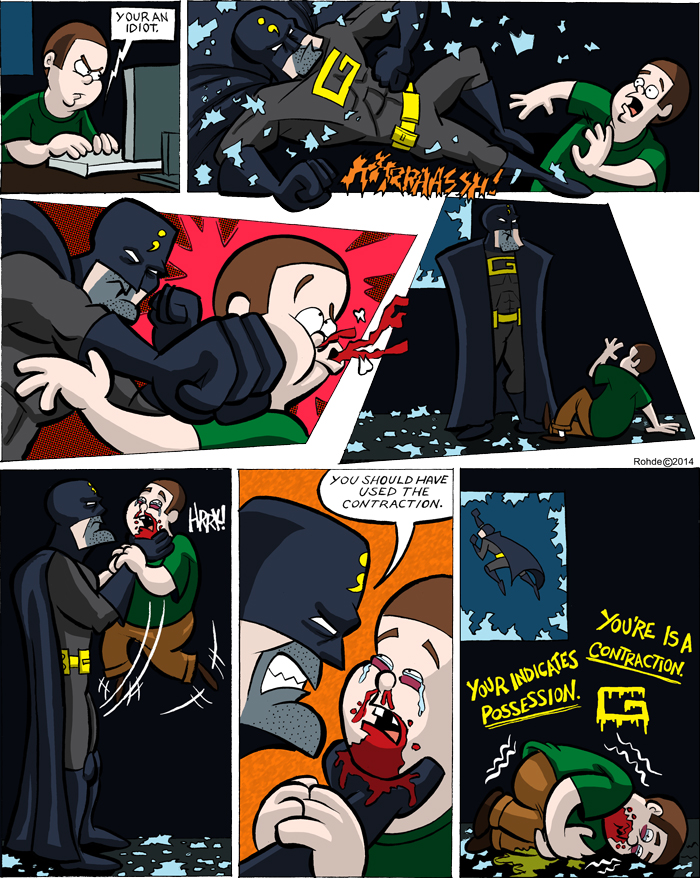 YOUR AN
IDIOT.
G
KKRRRAASSSH!
G
Rohde©2014
HRRK!
YOU SHOULD HAVE
USED THE
CONTRACTION.
YOUR INDICATES
POSSESSION.
YOU'RE IS A
CONTRACTION.
G